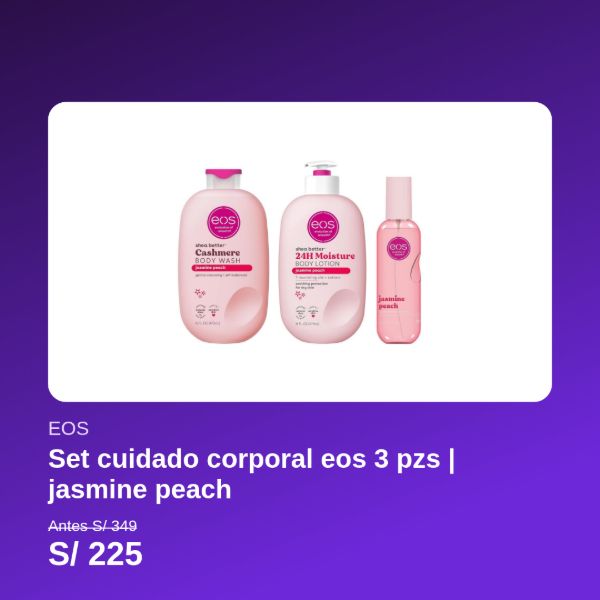 eos
shea better
Cashmere
BODY WASH
jasmine peach
eos
shea better
24H Moisture
BODY LOTION
jasmine peach
eos
jasmine
peach
EOS
Set cuidado corporal eos 3 pzs |
jasmine peach
Antes S/ 349
S/ 225